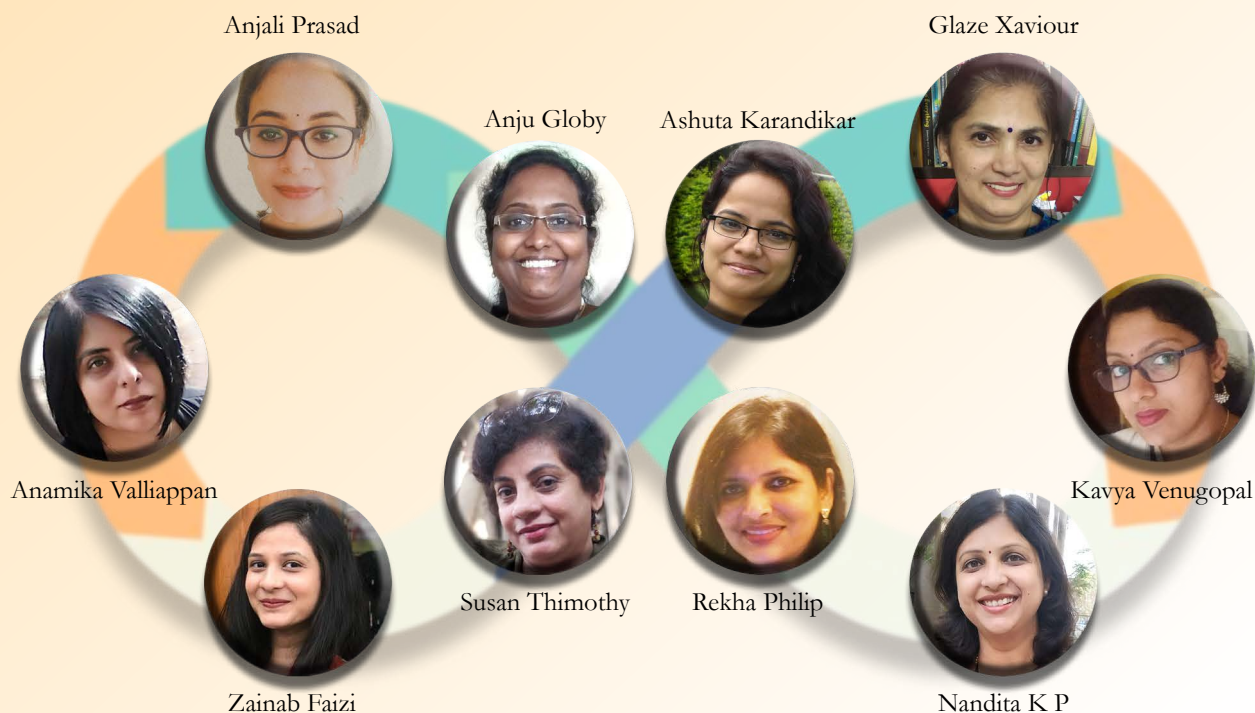 Anjali Prasad
Glaze Xaviour
Anju Globy
Ashuta Karandikar
Anamika Valliappan
Kavya Venugopal
Susan Thimothy
Rekha Philip
Zainab Faizi
Nandita K P